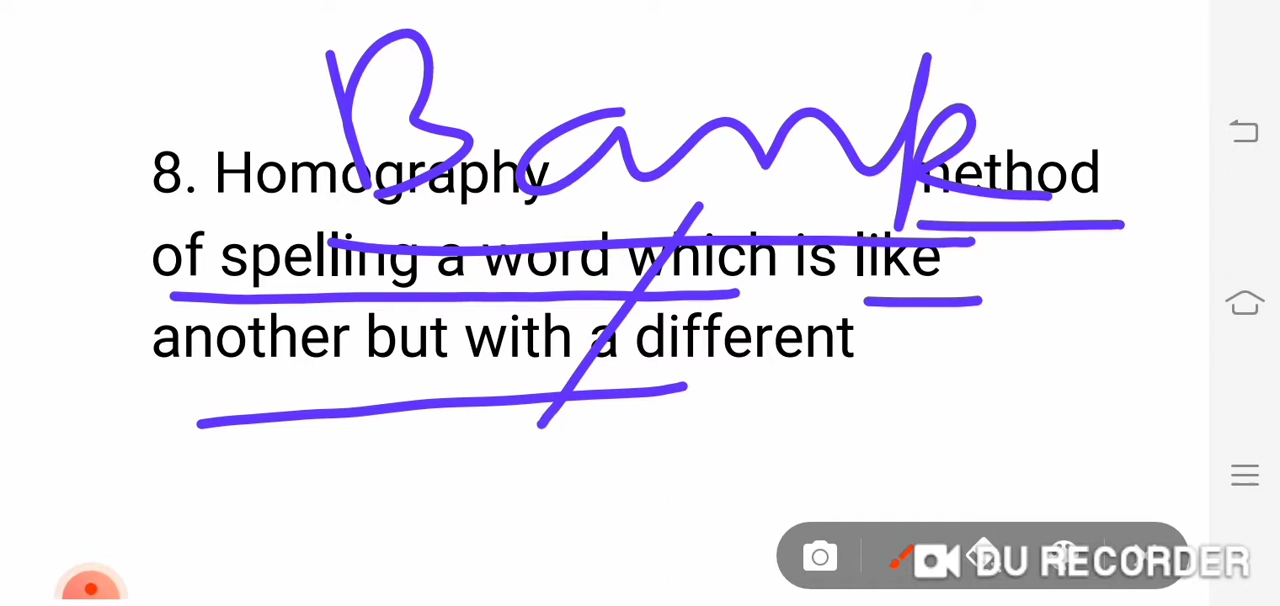 Bank
8. Homography method
of spelling a word which is like
another but with a different
DU RECORDER